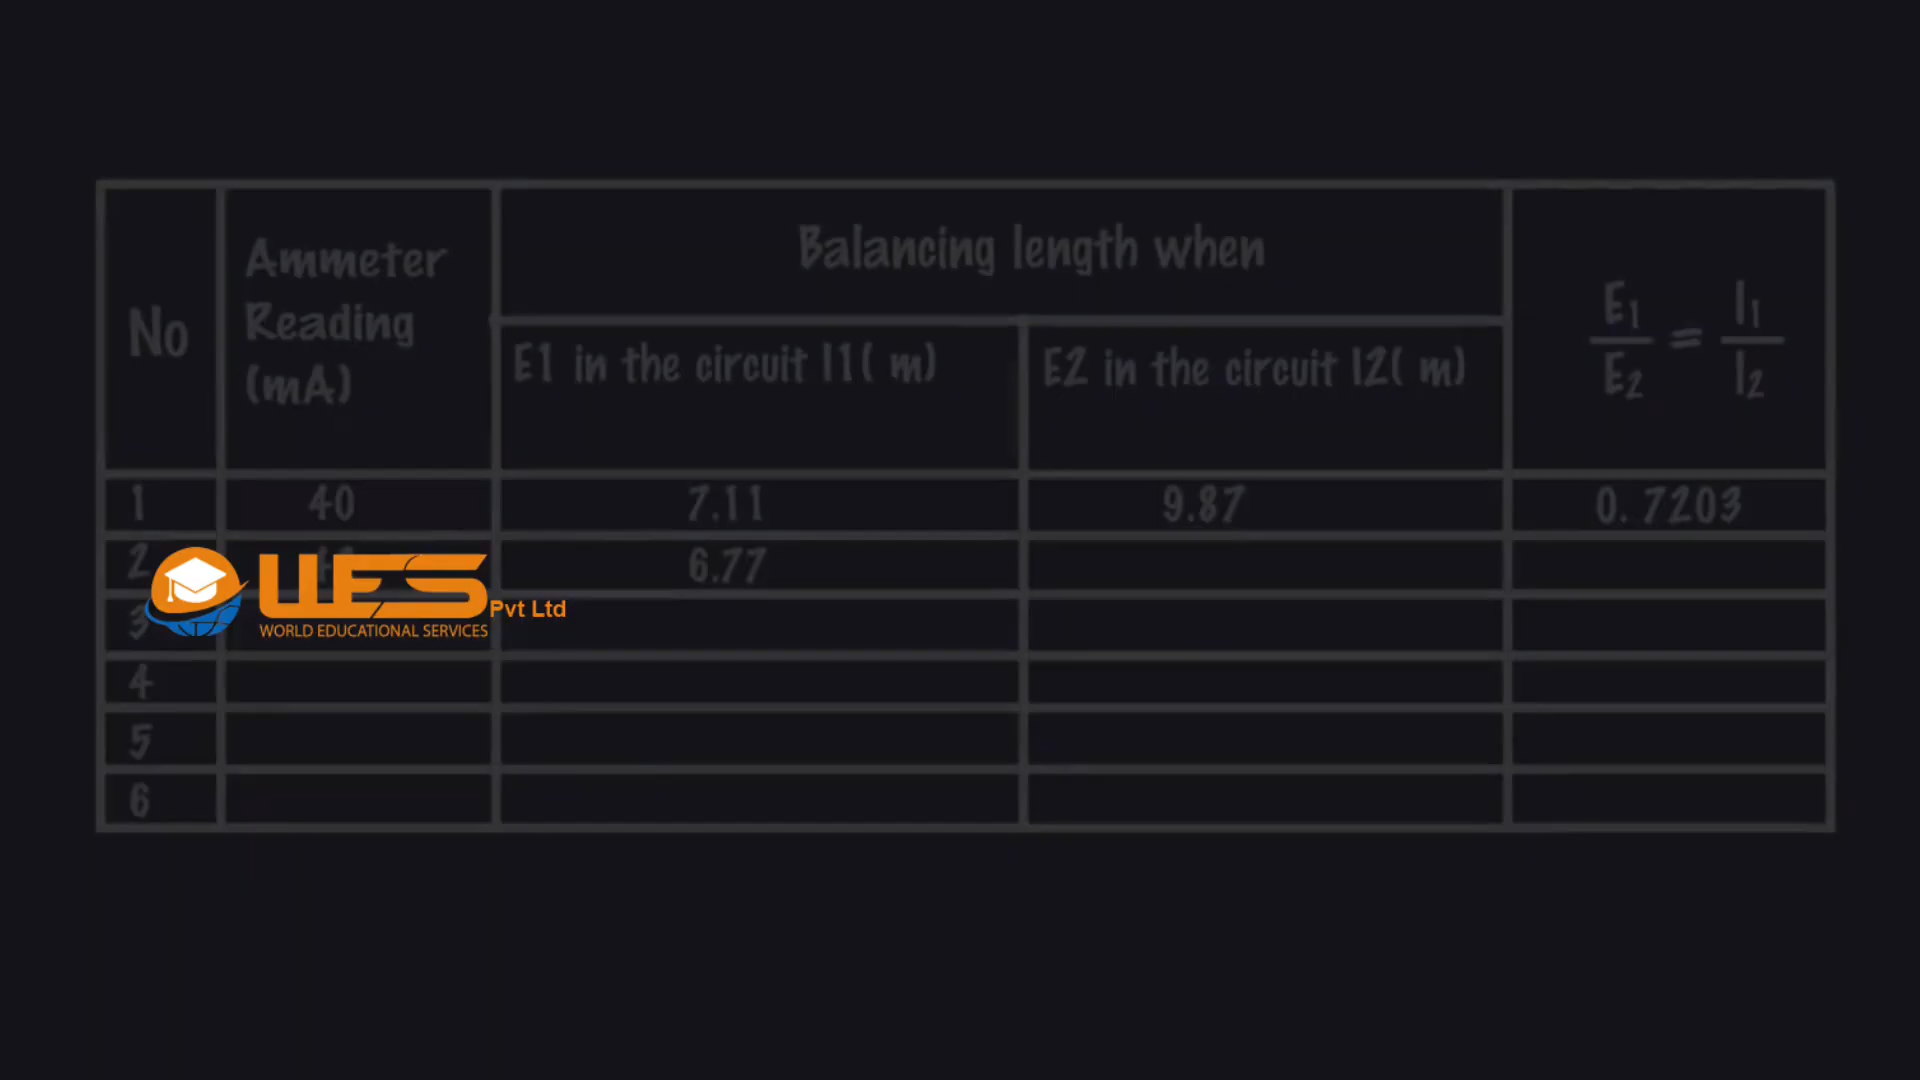 Balancing length when
No
Ammeter
Reading
(mA)
E1 in the circuit l1( m)
E2 in the circuit l2( m)
E1 / E2 = l1 / l2
1 40 7.11 9.87 0. 7203
2 6.77
3
4
5
6
WES Pvt Ltd
WORLD EDUCATIONAL SERVICES